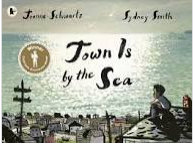 Joanne Schwartz Sydney Smith
Town Is
by the Sea